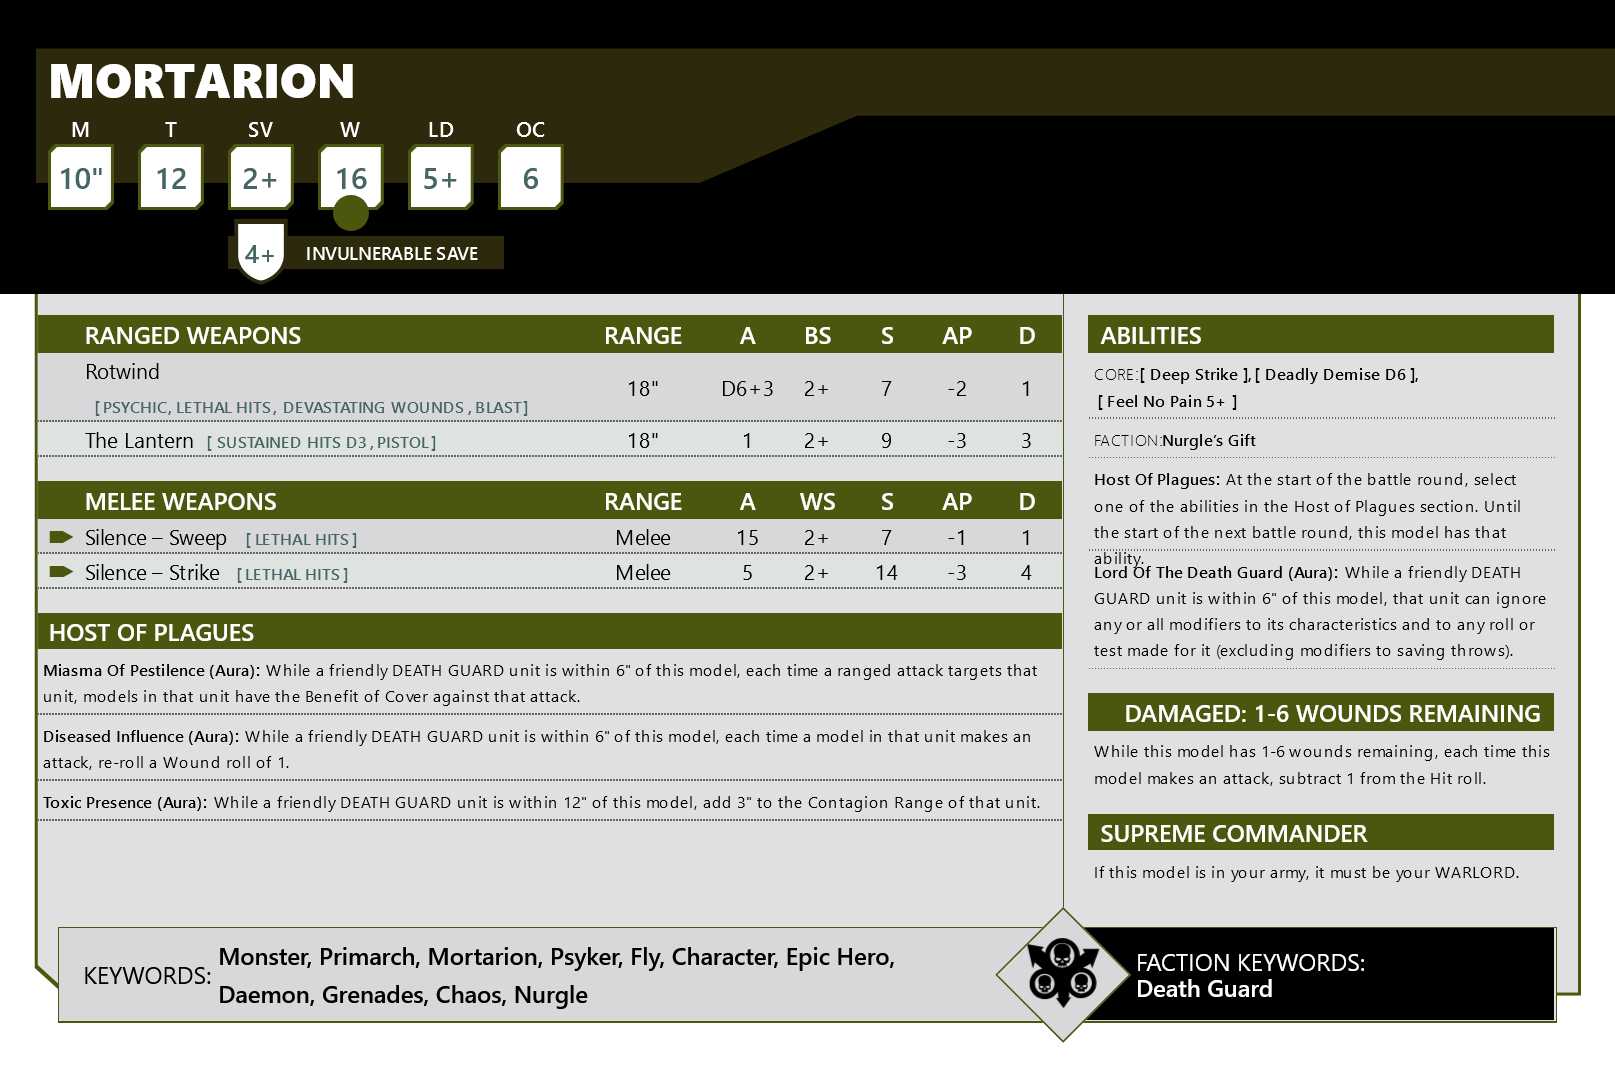 MORTARION
M T SV W LD OC
10" 12 2+ 16 5+ 6
4+ INVULNERABLE SAVE
RANGED WEAPONS RANGE A BS S AP D
Rotwind
[ PSYCHIC, LETHAL HITS , DEVASTATING WOUNDS , BLAST] 18" D6+3 2+ 7 -2 1
The Lantern [ SUSTAINED HITS D3 , PISTOL] 18" 1 2+ 9 -3 3
MELEE WEAPONS RANGE A WS S AP D
Silence – Sweep [ LETHAL HITS ] Melee 15 2+ 7 -1 1
Silence – Strike [ LETHAL HITS ] Melee 5 2+ 14 -3 4
HOST OF PLAGUES
Miasma Of Pestilence (Aura): While a friendly DEATH GUARD unit is within 6" of this model, each time a ranged attack targets that
unit, models in that unit have the Benefit of Cover against that attack.
Diseased Influence (Aura): While a friendly DEATH GUARD unit is within 6" of this model, each time a model in that unit makes an
attack, re-roll a Wound roll of 1.
Toxic Presence (Aura): While a friendly DEATH GUARD unit is within 12" of this model, add 3" to the Contagion Range of that unit.
ABILITIES
CORE:[ Deep Strike ], [ Deadly Demise D6 ],
[ Feel No Pain 5+ ]
FACTION:Nurgle’s Gift
Host Of Plagues: At the start of the battle round, select
one of the abilities in the Host of Plagues section. Until
the start of the next battle round, this model has that
ability.
Lord Of The Death Guard (Aura): While a friendly DEATH
GUARD unit is within 6" of this model, that unit can ignore
any or all modifiers to its characteristics and to any roll or
test made for it (excluding modifiers to saving throws).
DAMAGED: 1-6 WOUNDS REMAINING
While this model has 1-6 wounds remaining, each time this
model makes an attack, subtract 1 from the Hit roll.
SUPREME COMMANDER
If this model is in your army, it must be your WARLORD.
KEYWORDS: Monster, Primarch, Mortarion, Psyker, Fly, Character, Epic Hero,
Daemon, Grenades, Chaos, Nurgle
FACTION KEYWORDS:
Death Guard